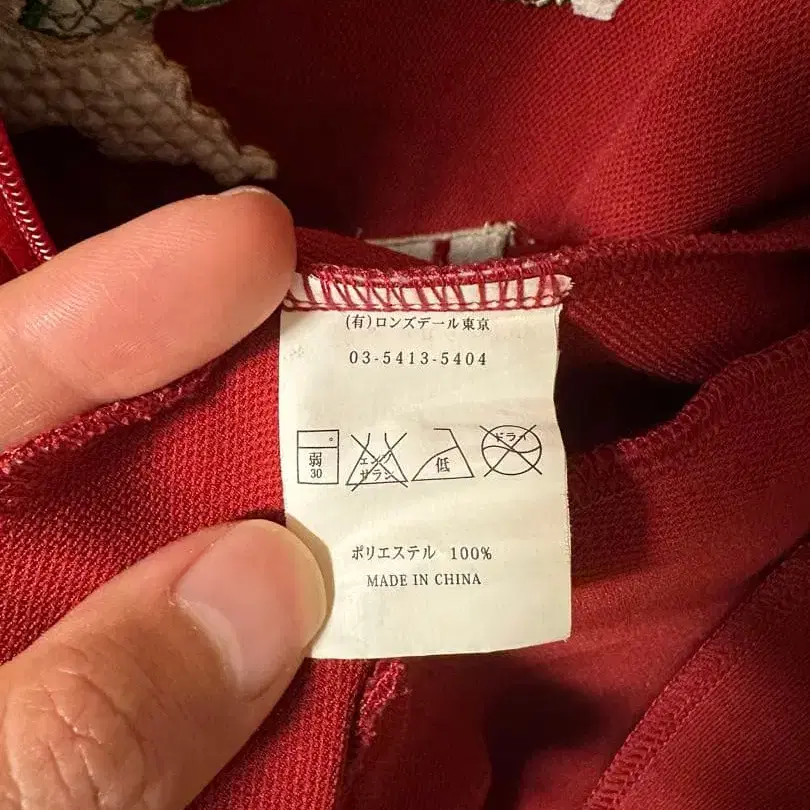 (有)ロンズデール東京
03-5413-5404
弱
30
エンソ
サラシ
低
ドライ
ポリエステル 100%
MADE IN CHINA